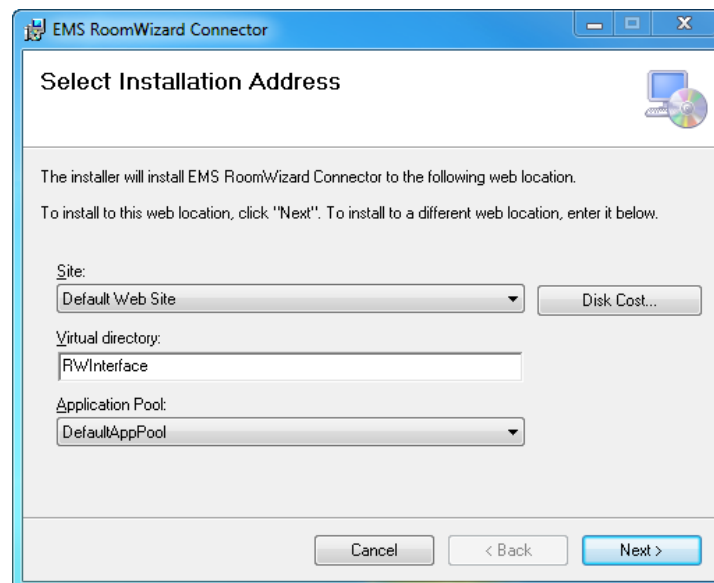 EMS RoomWizard Connector
Select Installation Address
The installer will install EMS RoomWizard Connector to the following web location.
To install to this web location, click "Next". To install to a different web location, enter it below.
Site:
Default Web Site
Disk Cost...
Virtual directory:
RWInterface
Application Pool:
DefaultAppPool
Cancel
< Back
Next >